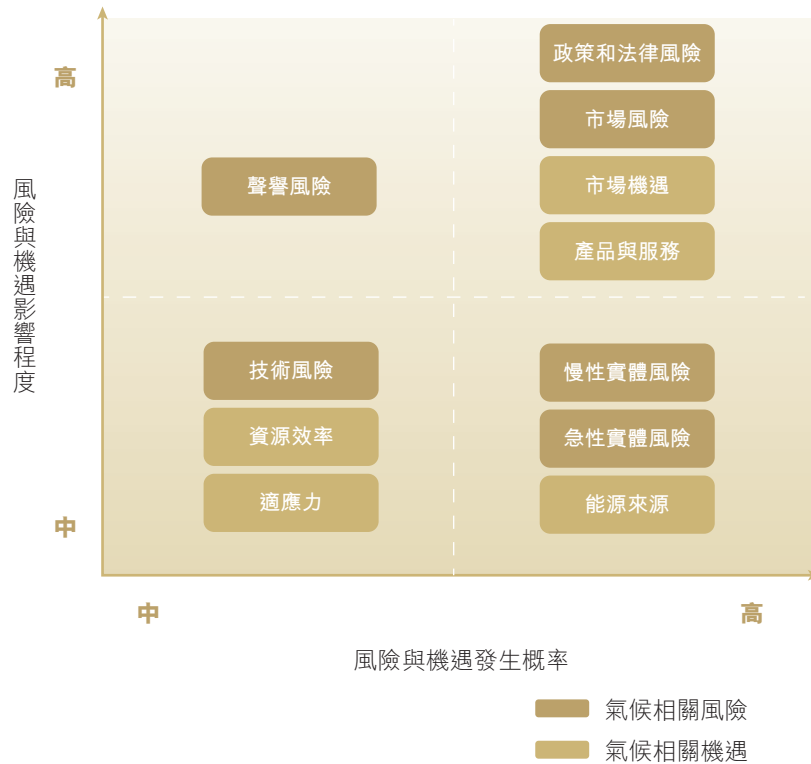 高
風險與機遇影響程度
中
政策和法律風險
市場風險
聲譽風險
市場機遇
產品與服務
技術風險
慢性實體風險
資源效率
急性實體風險
適應力
能源來源
中
高
風險與機遇發生概率
氣候相關風險
氣候相關機遇